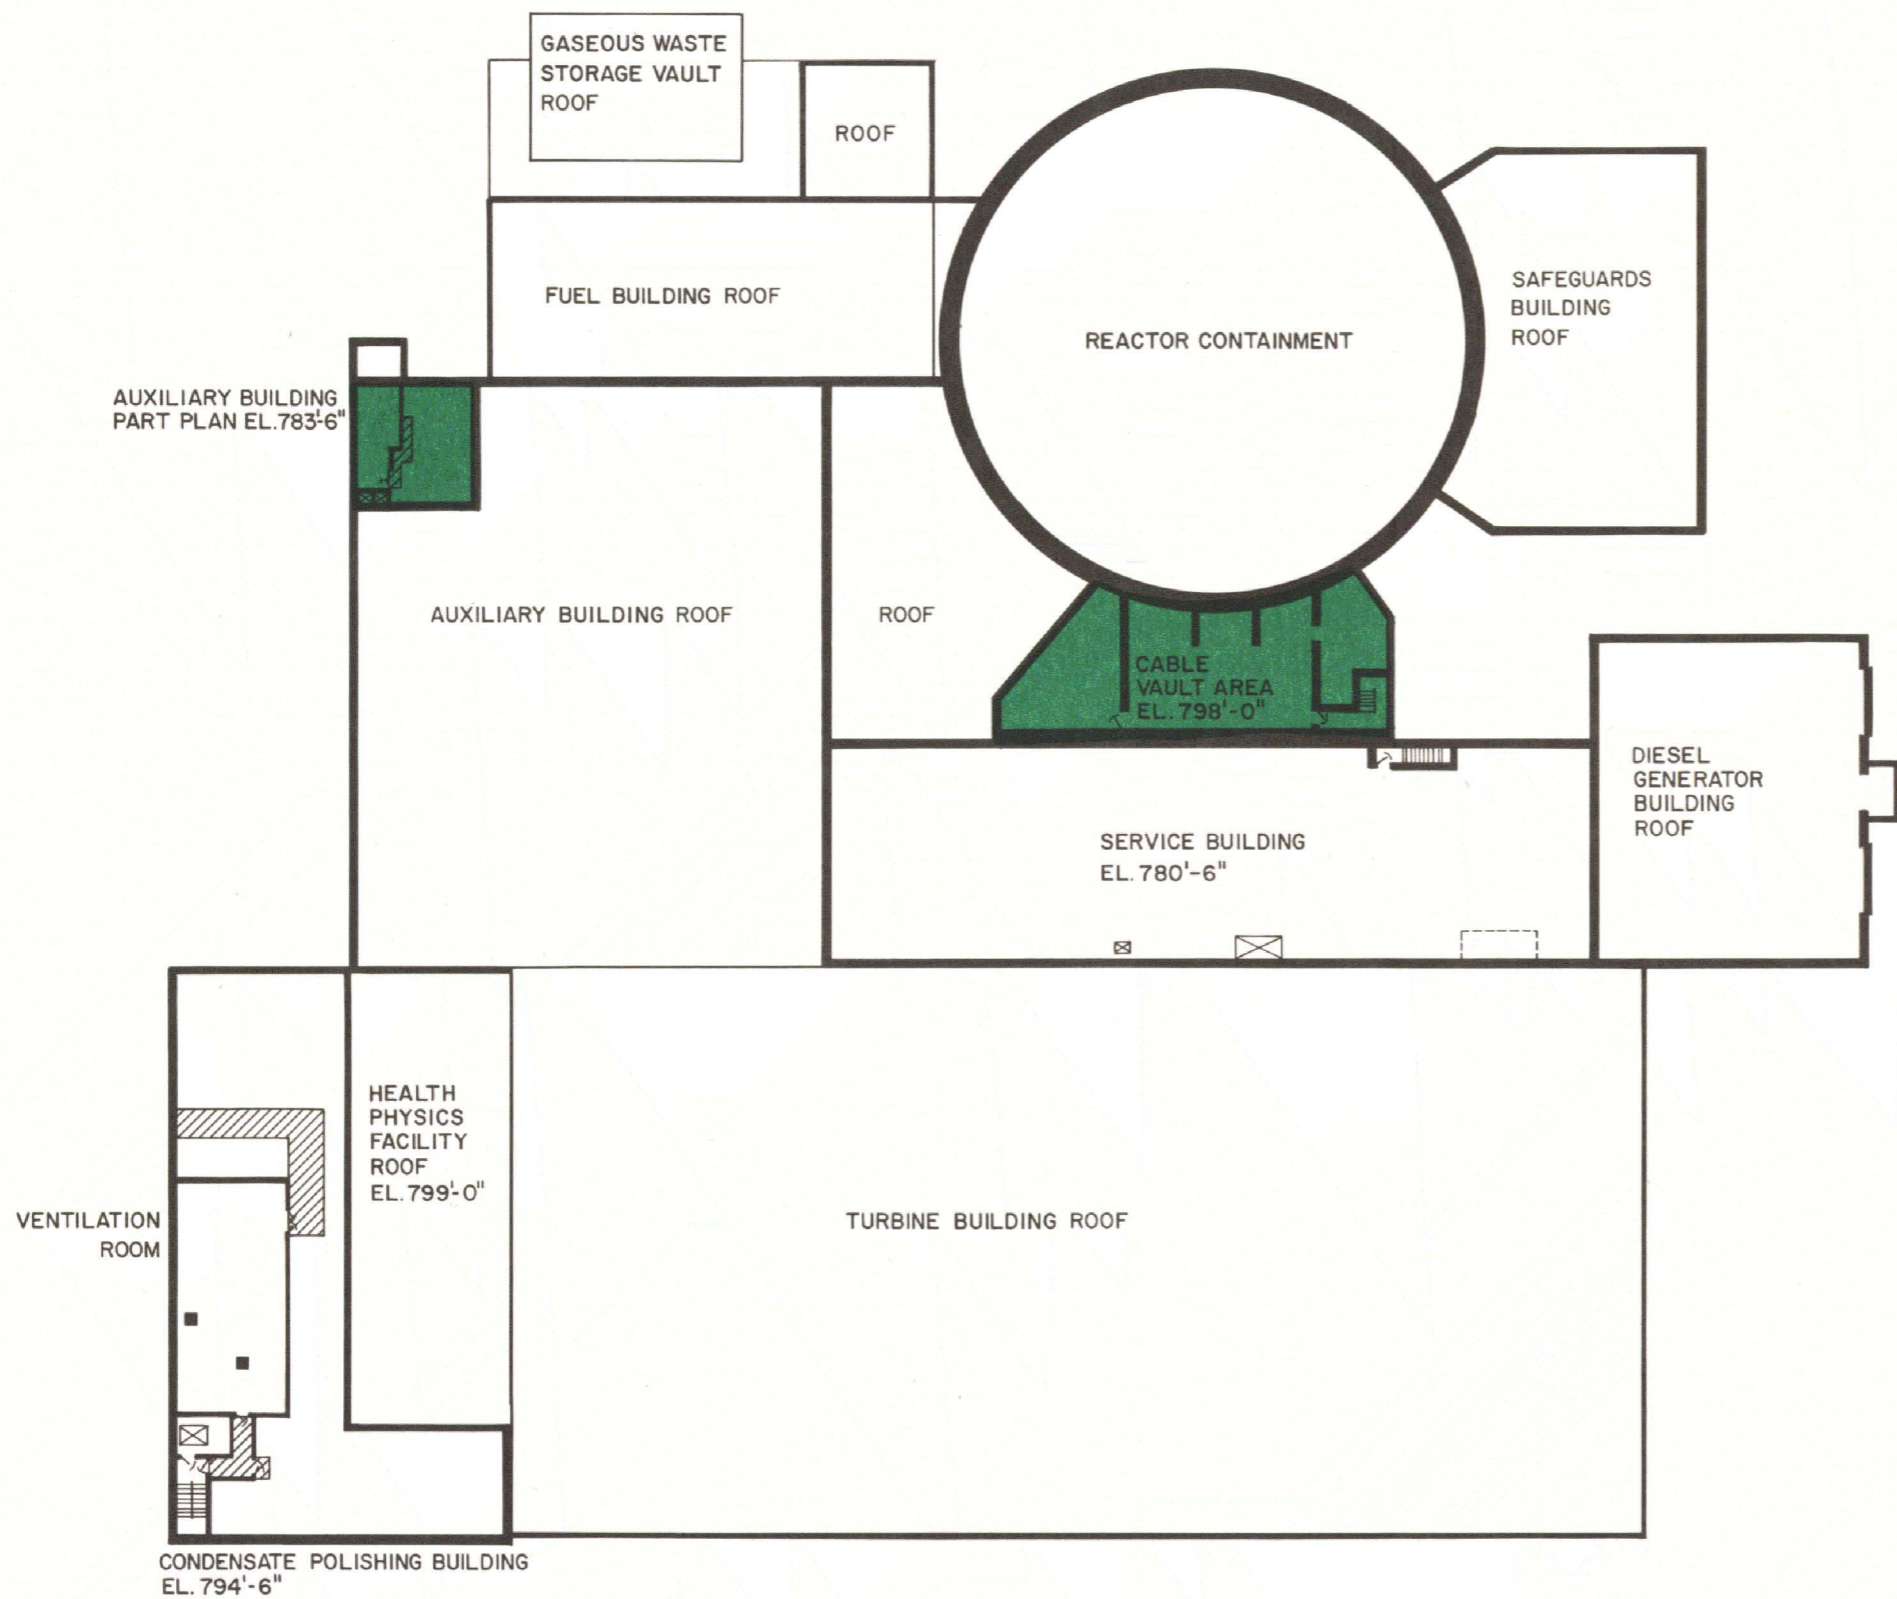 GASEOUS WASTE
STORAGE VAULT
ROOF
ROOF
FUEL BUILDING ROOF
REACTOR CONTAINMENT
SAFEGUARDS
BUILDING
ROOF
AUXILIARY BUILDING
PART PLAN EL.783'-6"
AUXILIARY BUILDING ROOF
ROOF
CABLE
VAULT AREA
EL. 798'-0"
DIESEL
GENERATOR
BUILDING
ROOF
SERVICE BUILDING
EL. 780'-6"
HEALTH
PHYSICS
FACILITY
ROOF
EL. 799'-0"
VENTILATION
ROOM
TURBINE BUILDING ROOF
CONDENSATE POLISHING BUILDING
EL. 794'-6"